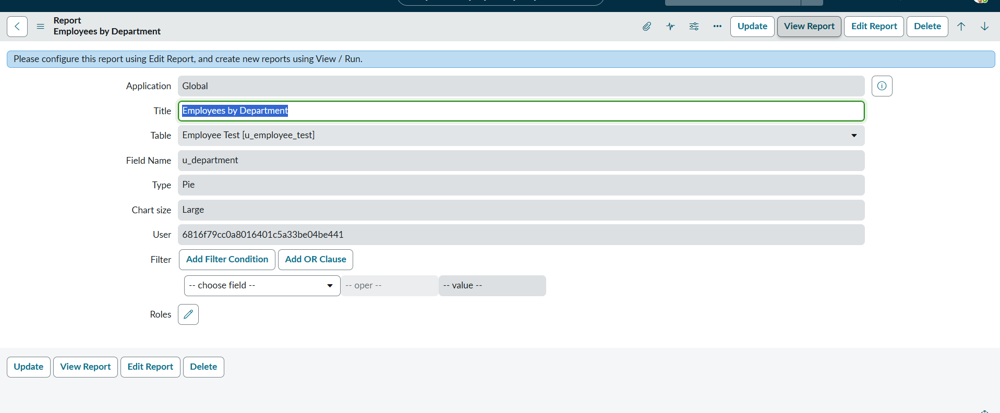 Report
Employees by Department
Update
View Report
Edit Report
Delete
Please configure this report using Edit Report, and create new reports using View / Run.
Application Global
Title Employees by Department
Table Employee Test [u_employee_test]
Field Name u_department
Type Pie
Chart size Large
User 6816f79cc0a8016401c5a33be04be441
Filter Add Filter Condition Add OR Clause
-- choose field -- -- oper -- -- value --
Roles
Update View Report Edit Report Delete